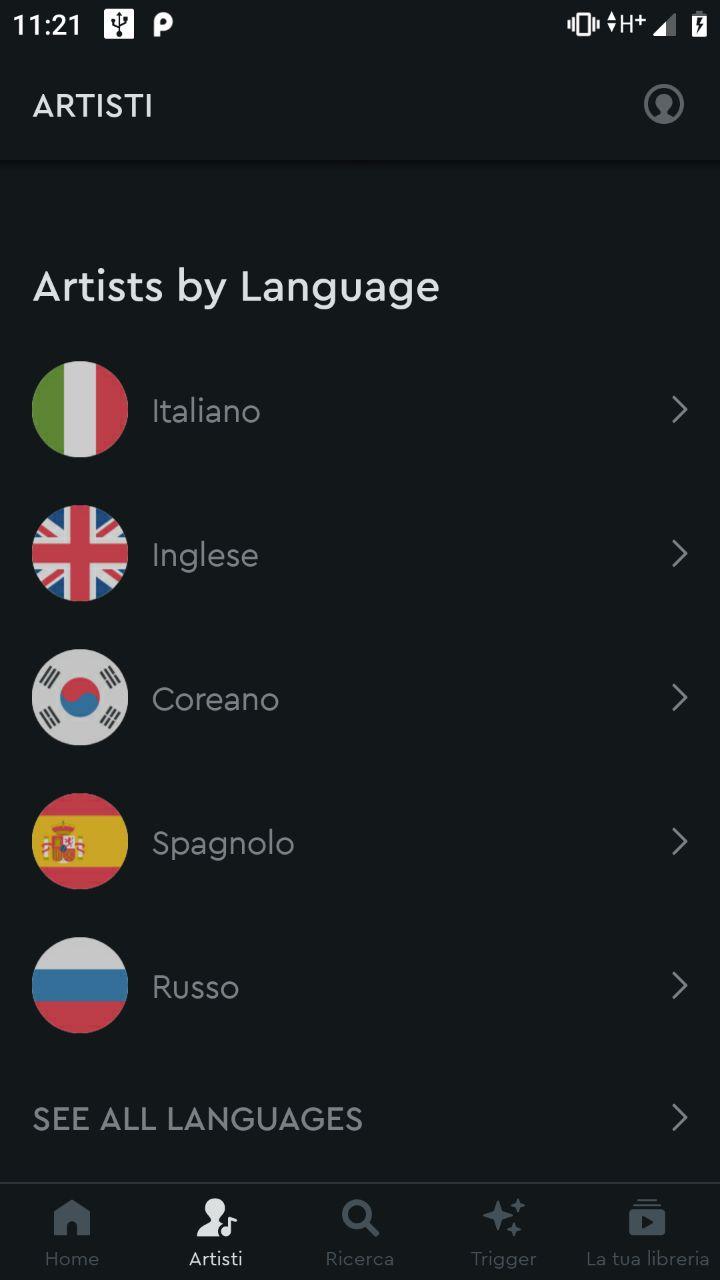 11:21
H+
ARTISTI
Artists by Language
Italiano
Inglese
Coreano
Spagnolo
Russo
SEE ALL LANGUAGES
Home
Artisti
Ricerca
Trigger
La tua libreria